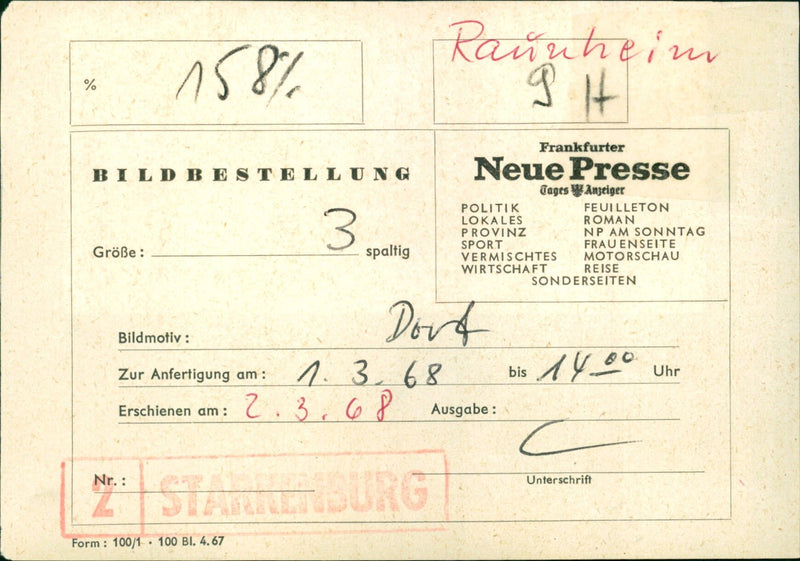 Raunheim
% 158%
9 H
BILDBESTELLUNG
Größe: 3 spaltig
Frankfurter
Neue Presse
Tages Anzeiger
POLITIK FEUILLETON
LOKALES ROMAN
PROVINZ NP AM SONNTAG
SPORT FRAUENSEITE
VERMISCHTES MOTORSCHAU
WIRTSCHAFT REISE
SONDERSEITEN
Bildmotiv: Dorf
Zur Anfertigung am: 1. 3. 68 bis 14 00 Uhr
Erschienen am: 2. 3. 68 Ausgabe:
Unterschrift
Nr.:
2 STARKENBURG
Form: 100/1 · 100 Bl. 4.67